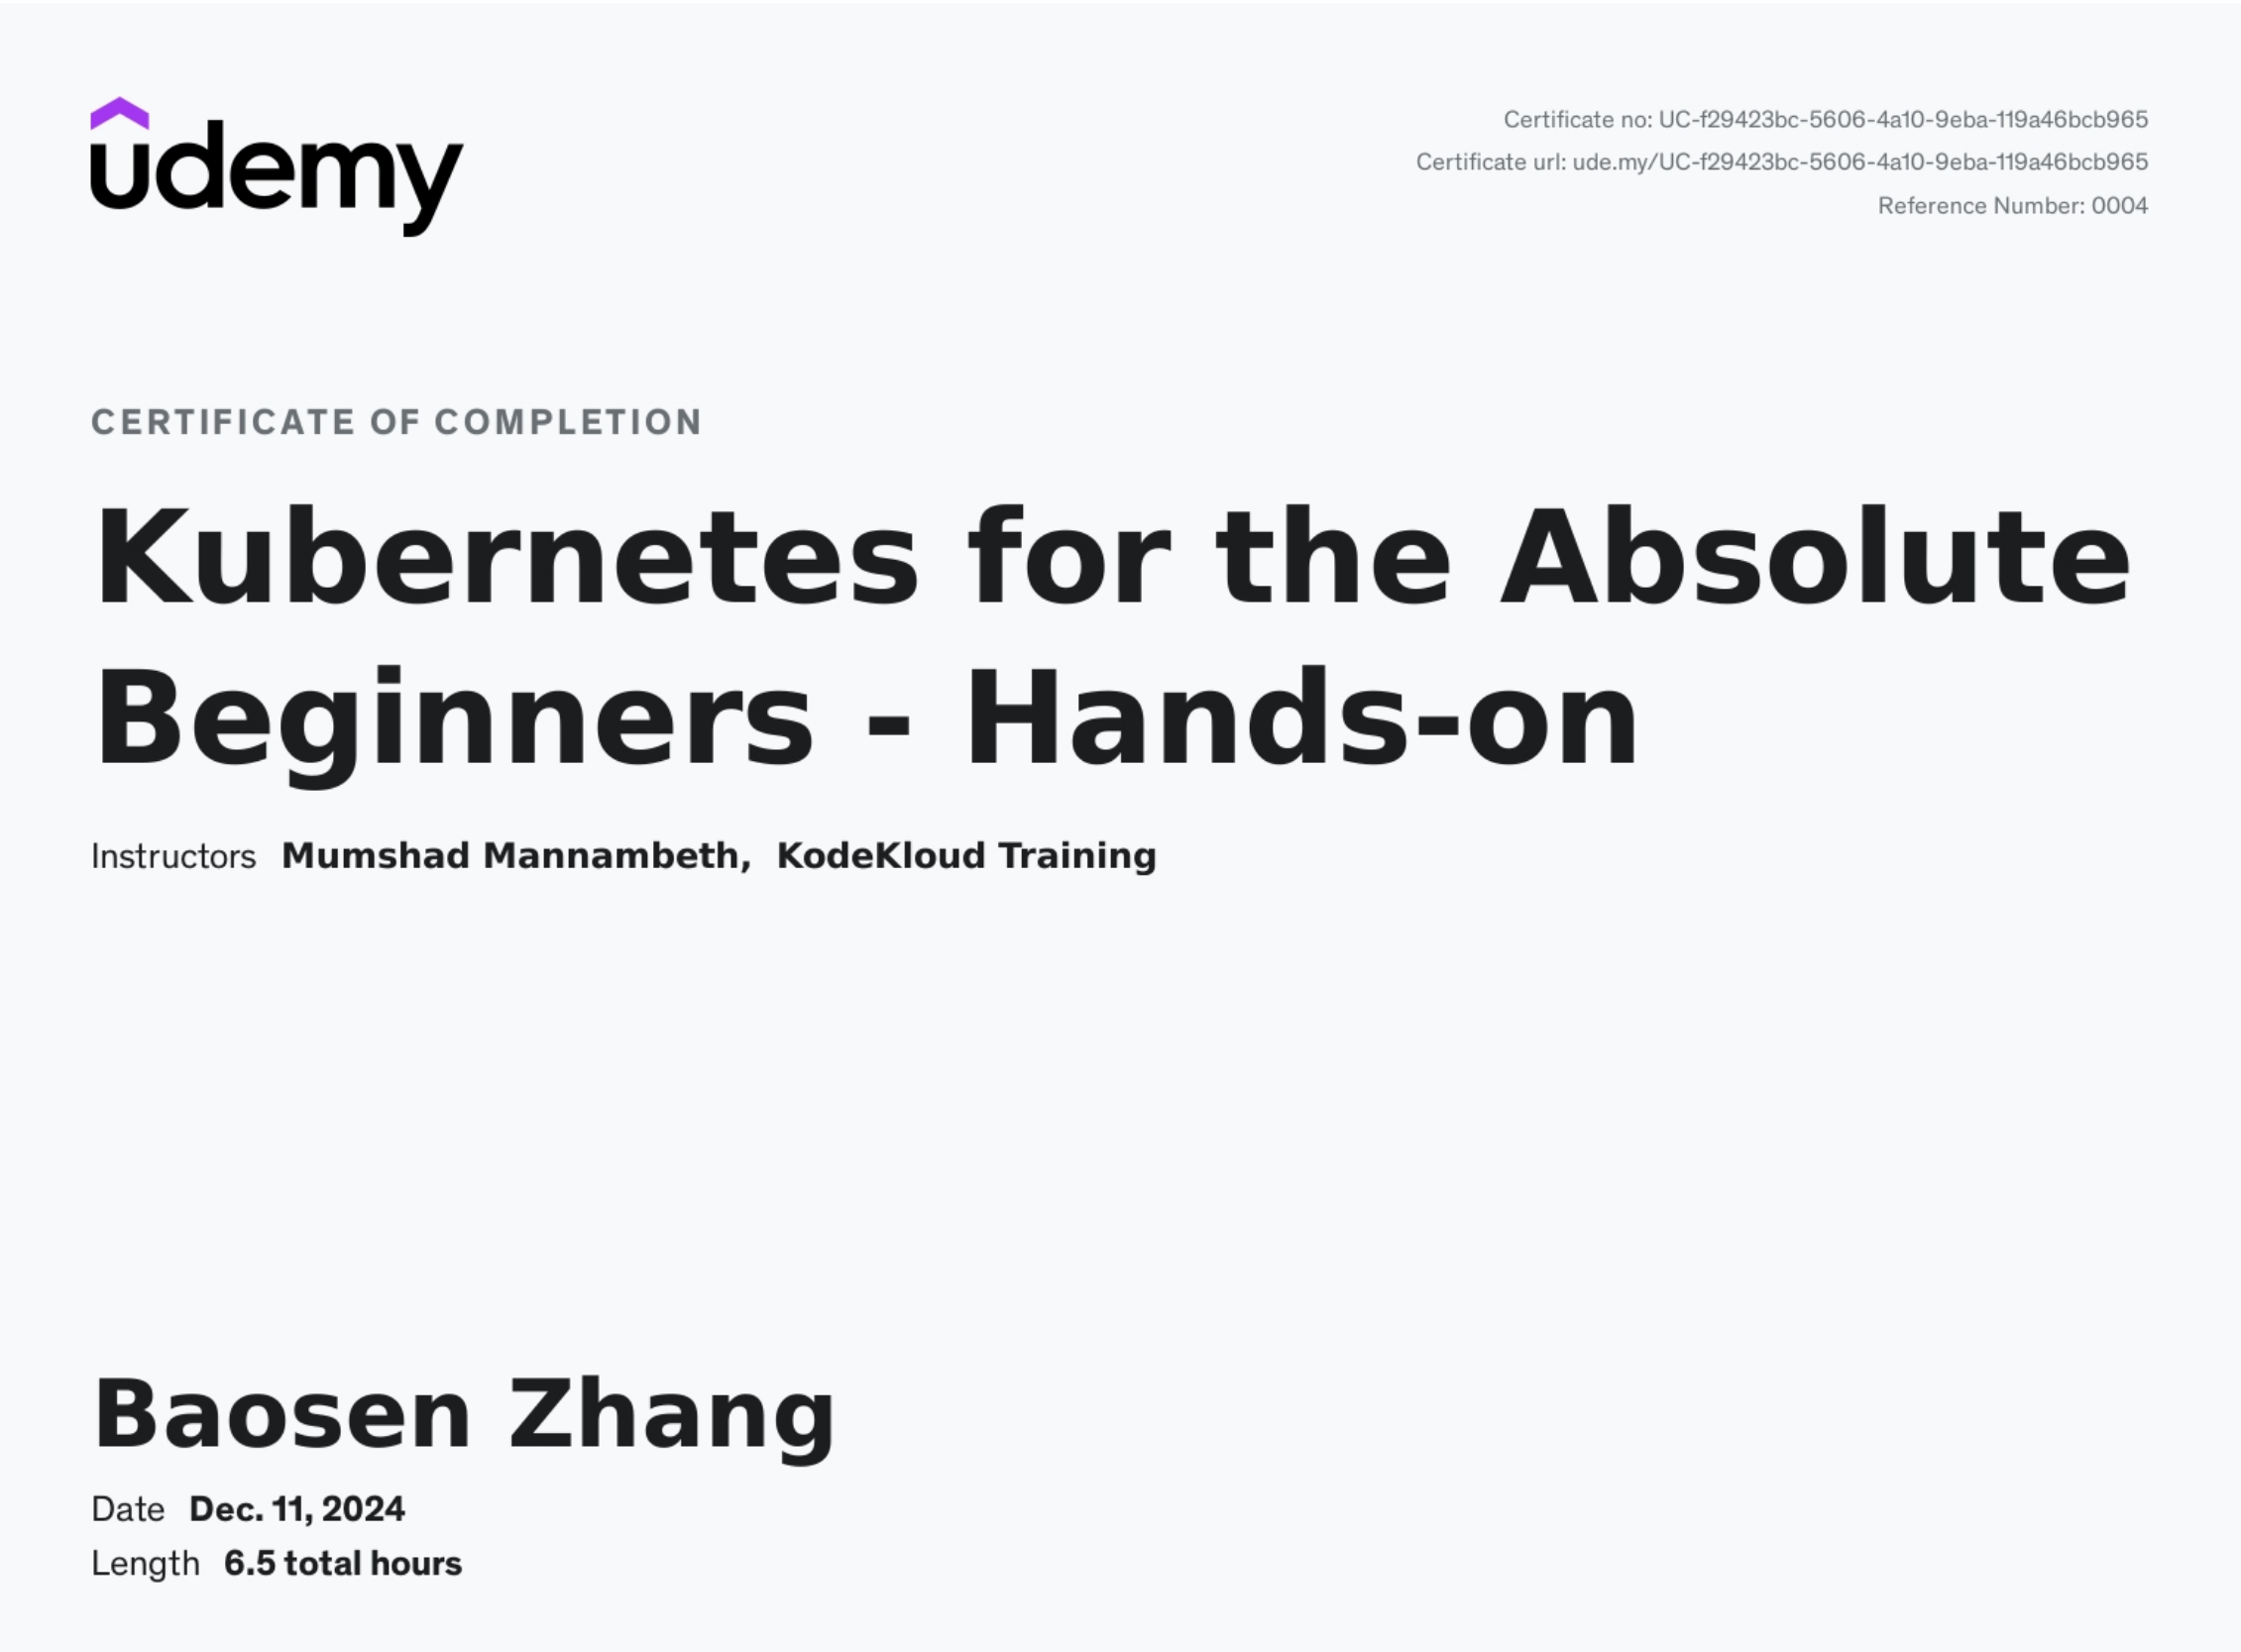 udemy
Certificate no: UC-f29423bc-5606-4a10-9eba-119a46bcb965
Certificate url: ude.my/UC-f29423bc-5606-4a10-9eba-119a46bcb965
Reference Number: 0004
CERTIFICATE OF COMPLETION
Kubernetes for the Absolute
Beginners - Hands-on
Instructors Mumshad Mannambeth, KodeKloud Training
Baosen Zhang
Date Dec. 11, 2024
Length 6.5 total hours